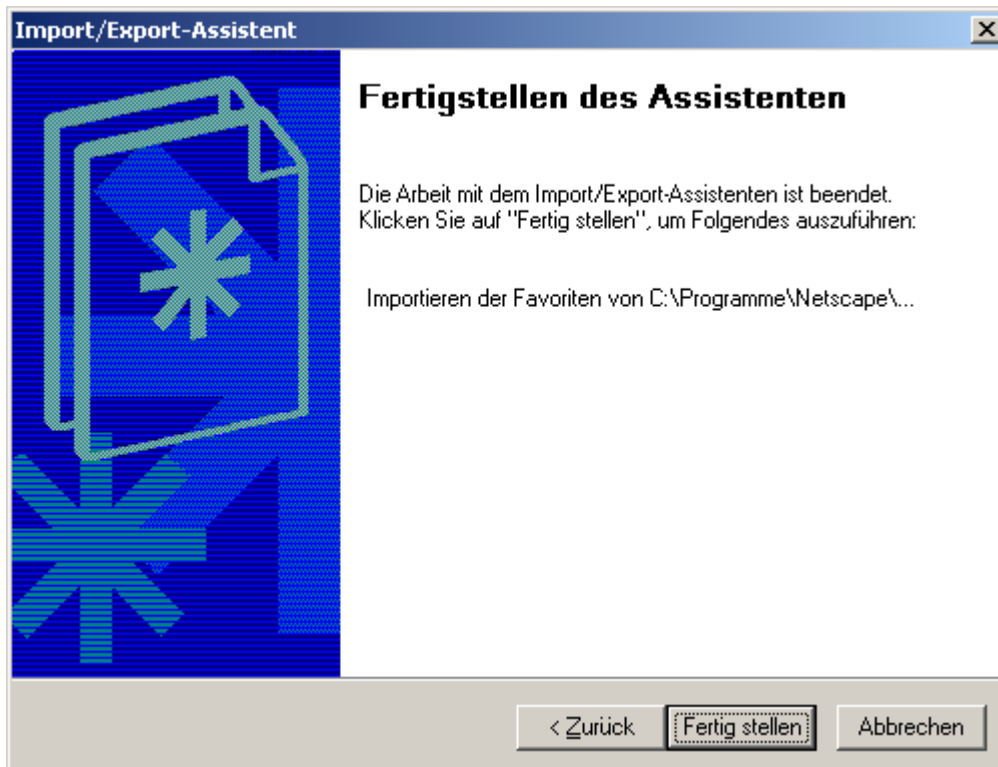 Import/Export-Assistent
Fertigstellen des Assistenten
Die Arbeit mit dem Import/Export-Assistenten ist beendet.
Klicken Sie auf "Fertig stellen", um Folgendes auszuführen:
Importieren der Favoriten von C:\Programme\Netscape\...
< Zurück
Fertig stellen
Abbrechen